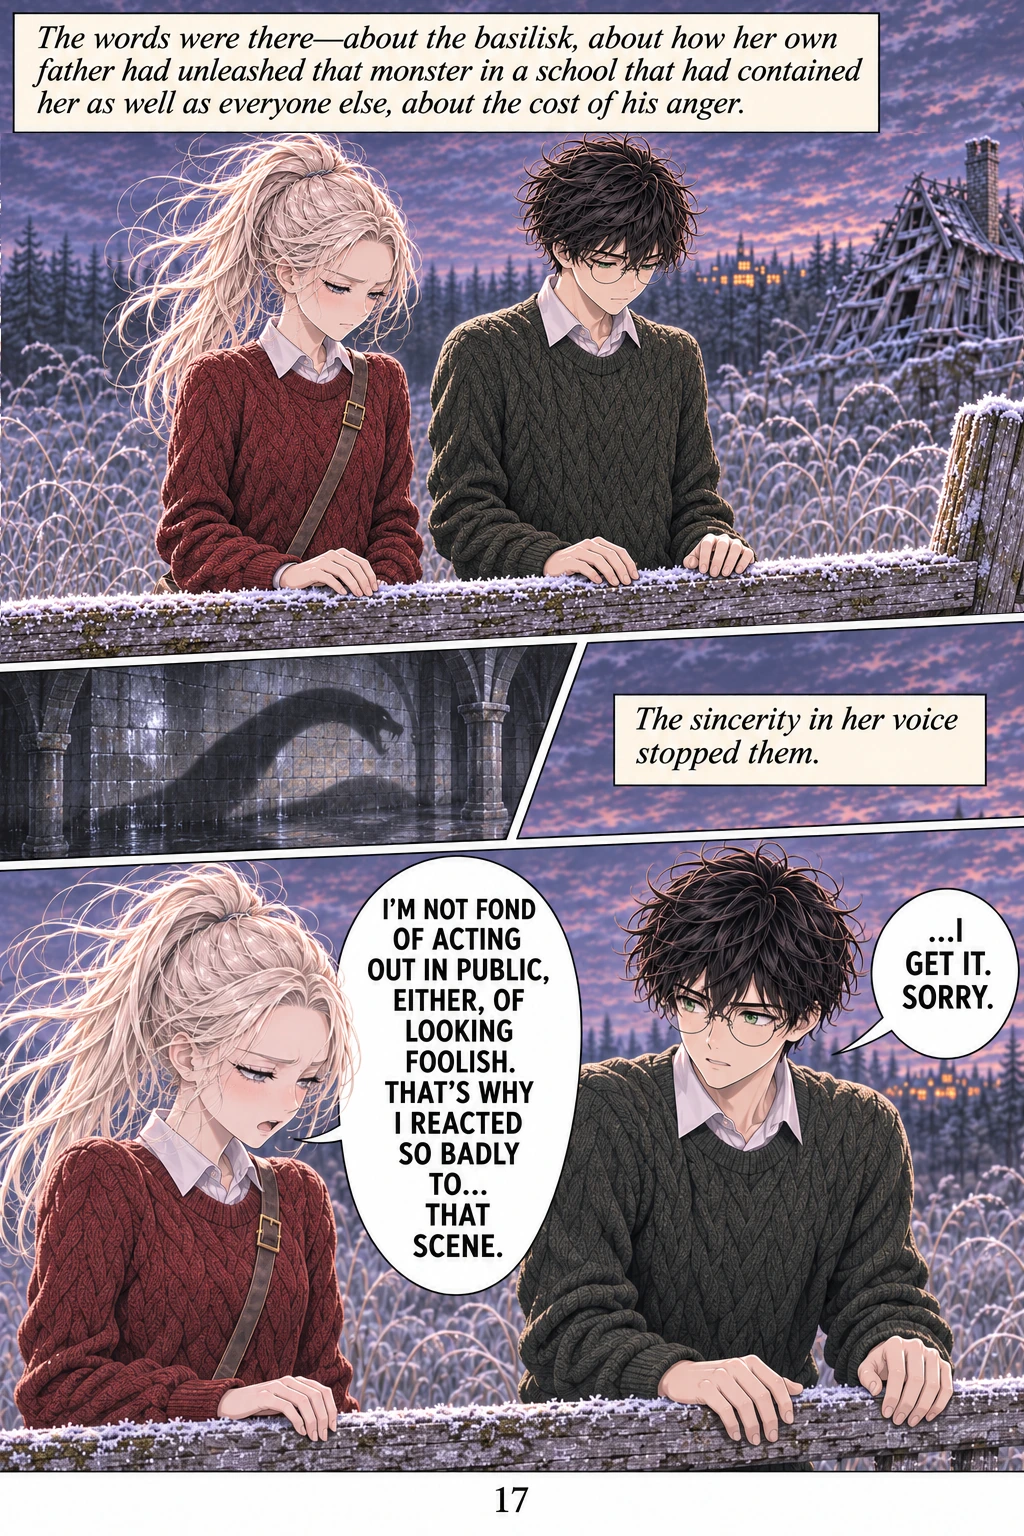 The words were there—about the basilisk, about how her own
father had unleashed that monster in a school that had contained
her as well as everyone else, about the cost of his anger.
The sincerity in her voice
stopped them.
I'M NOT FOND
OF ACTING
OUT IN PUBLIC,
EITHER, OF
LOOKING
FOOLISH.
THAT'S WHY
I REACTED
SO BADLY
TO...
THAT
SCENE.
...I
GET IT.
SORRY.
17